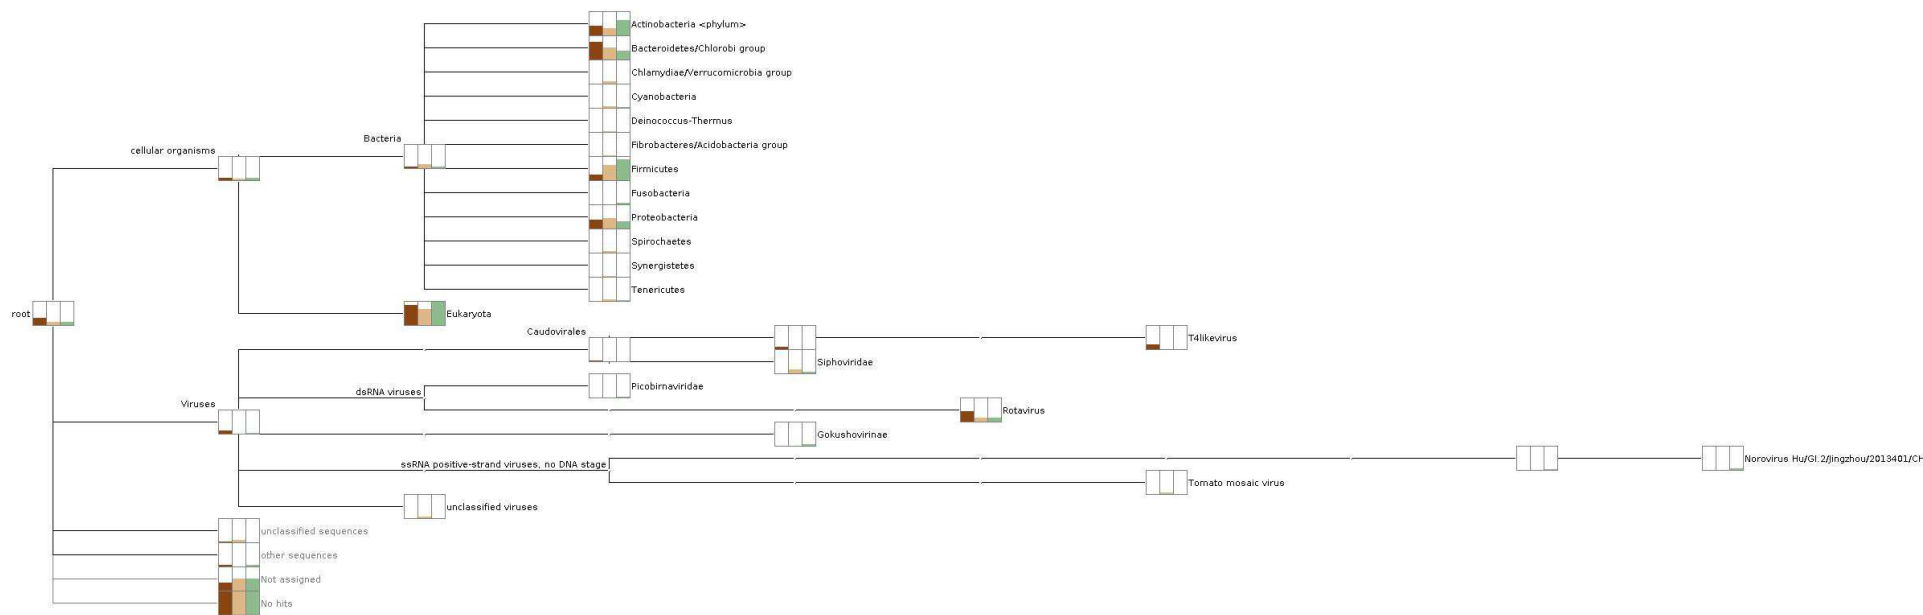 Actinobacteria <phylum>
Bacteroidetes/Chlorobi group
Chlamydiae/Verrucomicrobia group
Cyanobacteria
Deinococcus-Thermus
Bacteria
Fibrobacteres/Acidobacteria group
cellular organisms
Firmicutes
Fusobacteria
Proteobacteria
Spirochaetes
Synergistetes
Tenericutes
root
Eukaryota
Caudovirales
T4likevirus
Siphoviridae
Picobirnaviridae
dsRNA viruses
Viruses
Rotavirus
Gokushovirinae
ssRNA positive-strand viruses, no DNA stage
Norovirus Hu/GI.2/Jingzhou/2013401/CH
Tomato mosaic virus
unclassified viruses
unclassified sequences
other sequences
Not assigned
No hits